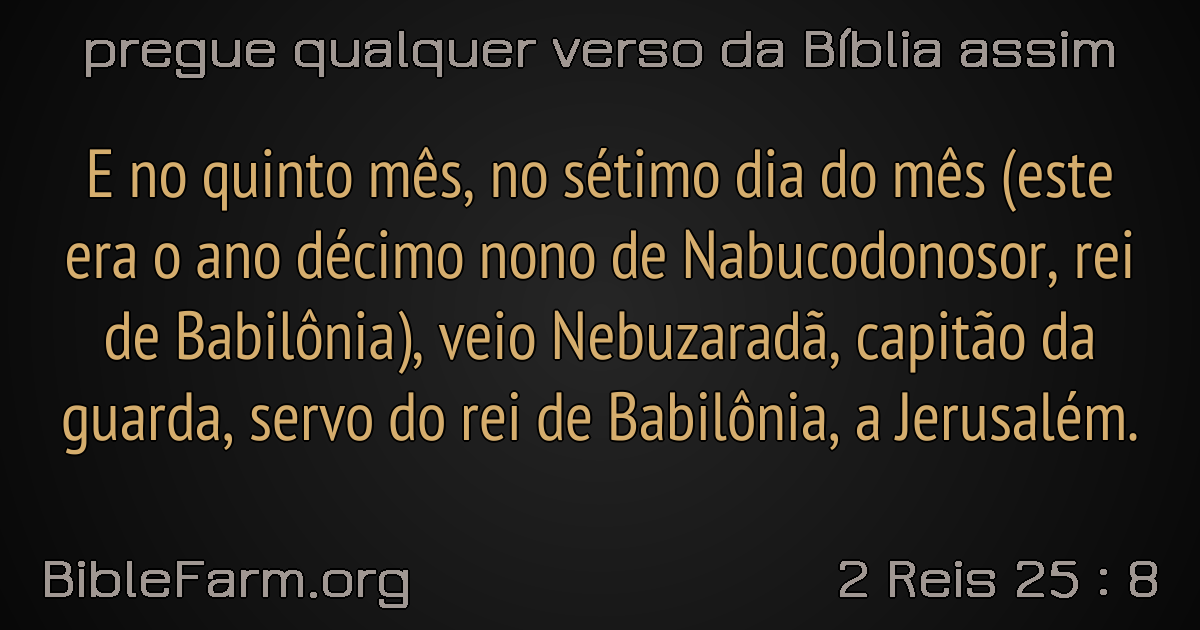 pregue qualquer verso da Bíblia assim
E no quinto mês, no sétimo dia do mês (este
era o ano décimo nono de Nabucodonosor, rei
de Babilônia), veio Nebuzaradã, capitão da
guarda, servo do rei de Babilônia, a Jerusalém.
BibleFarm.org
2 Reis 25 : 8